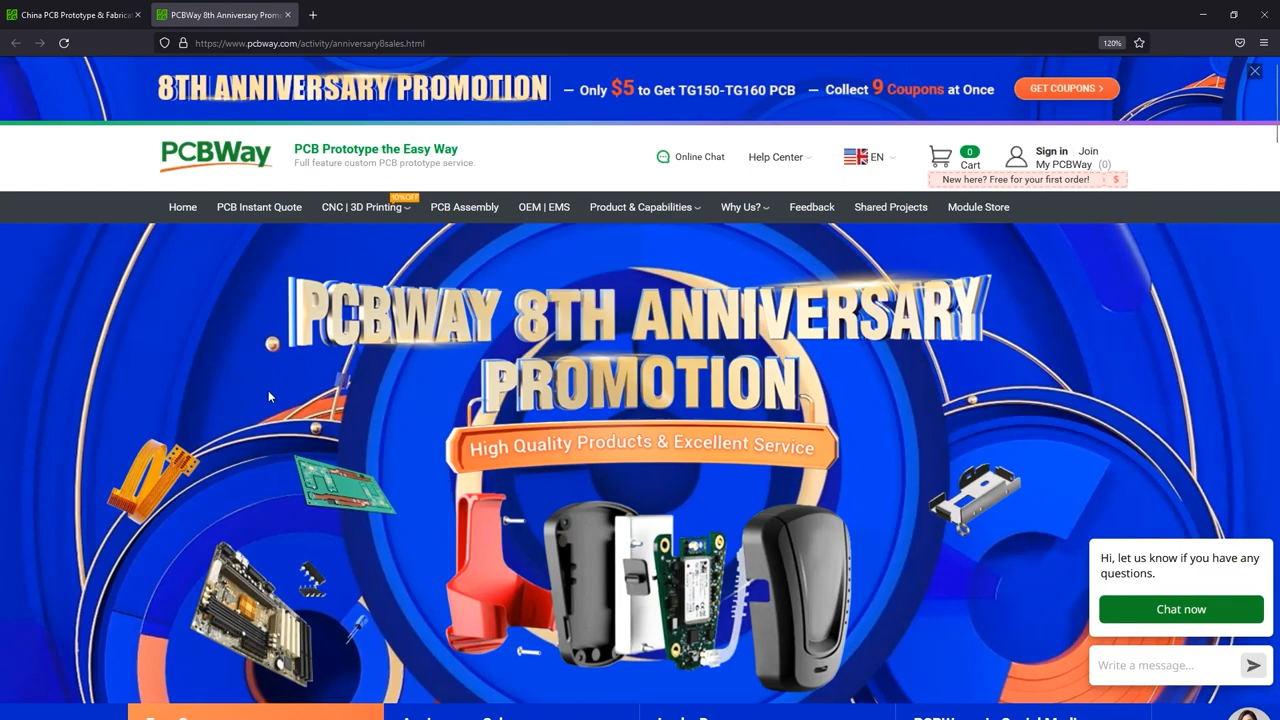 China PCB Prototype & Fabrica
PCBWay 8th Anniversary Prom
https://www.pcbway.com/activity/anniversary8sales.html
120%
8TH ANNIVERSARY PROMOTION
— Only $5 to Get TG150-TG160 PCB — Collect 9 Coupons at Once
GET COUPONS >
PCBWay
PCB Prototype the Easy Way
Full feature custom PCB prototype service.
Online Chat
Help Center
EN
0
Cart
Sign in | Join
My PCBWAY (0)
New here? Free for your first order! $
10%OFF
Home PCB Instant Quote CNC | 3D Printing PCB Assembly OEM | EMS Product & Capabilities Why Us? Feedback Shared Projects Module Store
PCBWAY 8TH ANNIVERSARY
PROMOTION
High Quality Products & Excellent Service
Hi, let us know if you have any
questions.
Chat now
Write a message...